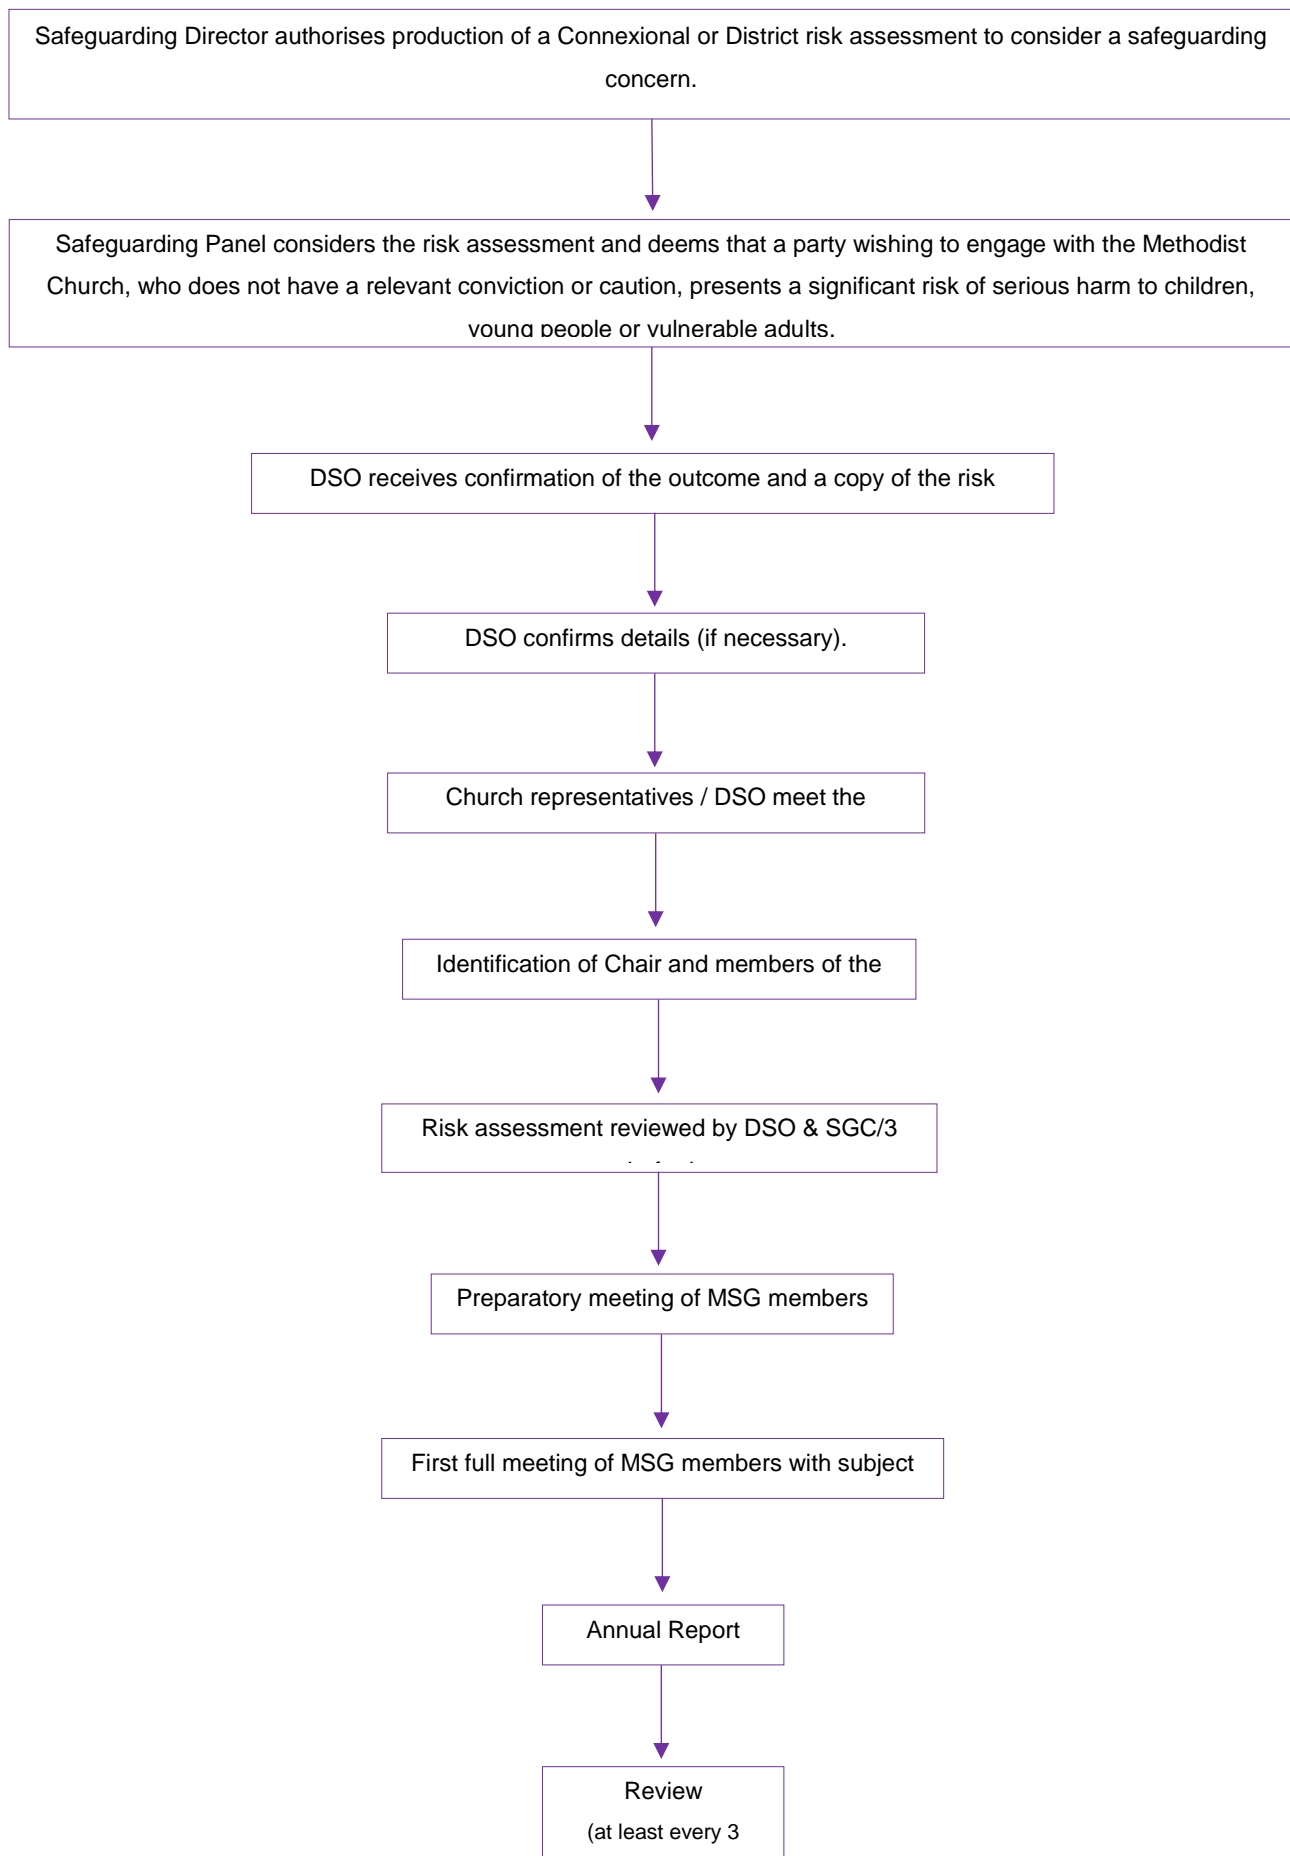 Safeguarding Director authorises production of a Connexional or District risk assessment to consider a safeguarding
concern.
Safeguarding Panel considers the risk assessment and deems that a party wishing to engage with the Methodist
Church, who does not have a relevant conviction or caution, presents a significant risk of serious harm to children,
young people or vulnerable adults.
DSO receives confirmation of the outcome and a copy of the risk
DSO confirms details (if necessary).
Church representatives / DSO meet the
Identification of Chair and members of the
Risk assessment reviewed by DSO & SGC/3
Preparatory meeting of MSG members
First full meeting of MSG members with subject
Annual Report
Review
(at least every 3